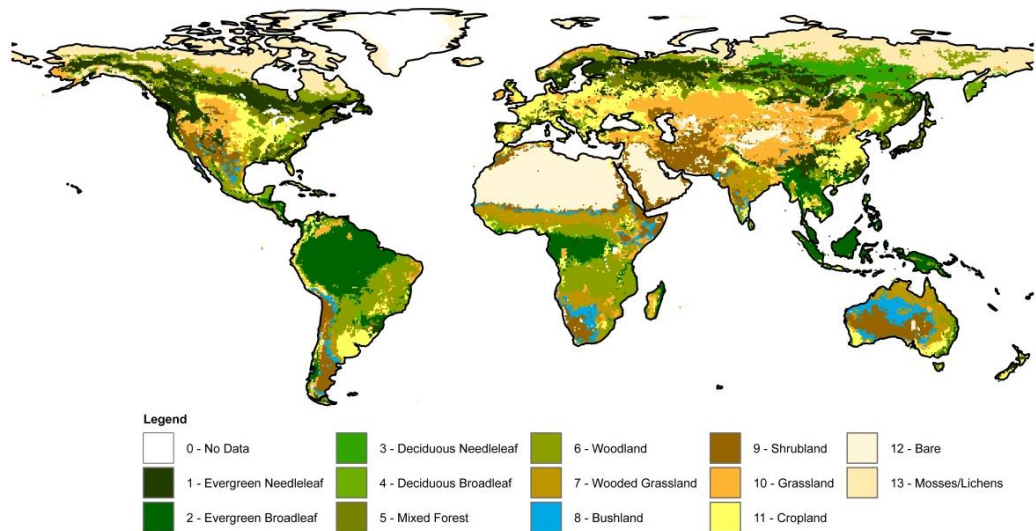 Legend
0 - No Data
1 - Evergreen Needleleaf
2 - Evergreen Broadleaf
3 - Deciduous Needleleaf
4 - Deciduous Broadleaf
5 - Mixed Forest
6 - Woodland
7 - Wooded Grassland
8 - Bushland
9 - Shrubland
10 - Grassland
11 - Cropland
12 - Bare
13 - Mosses/Lichens